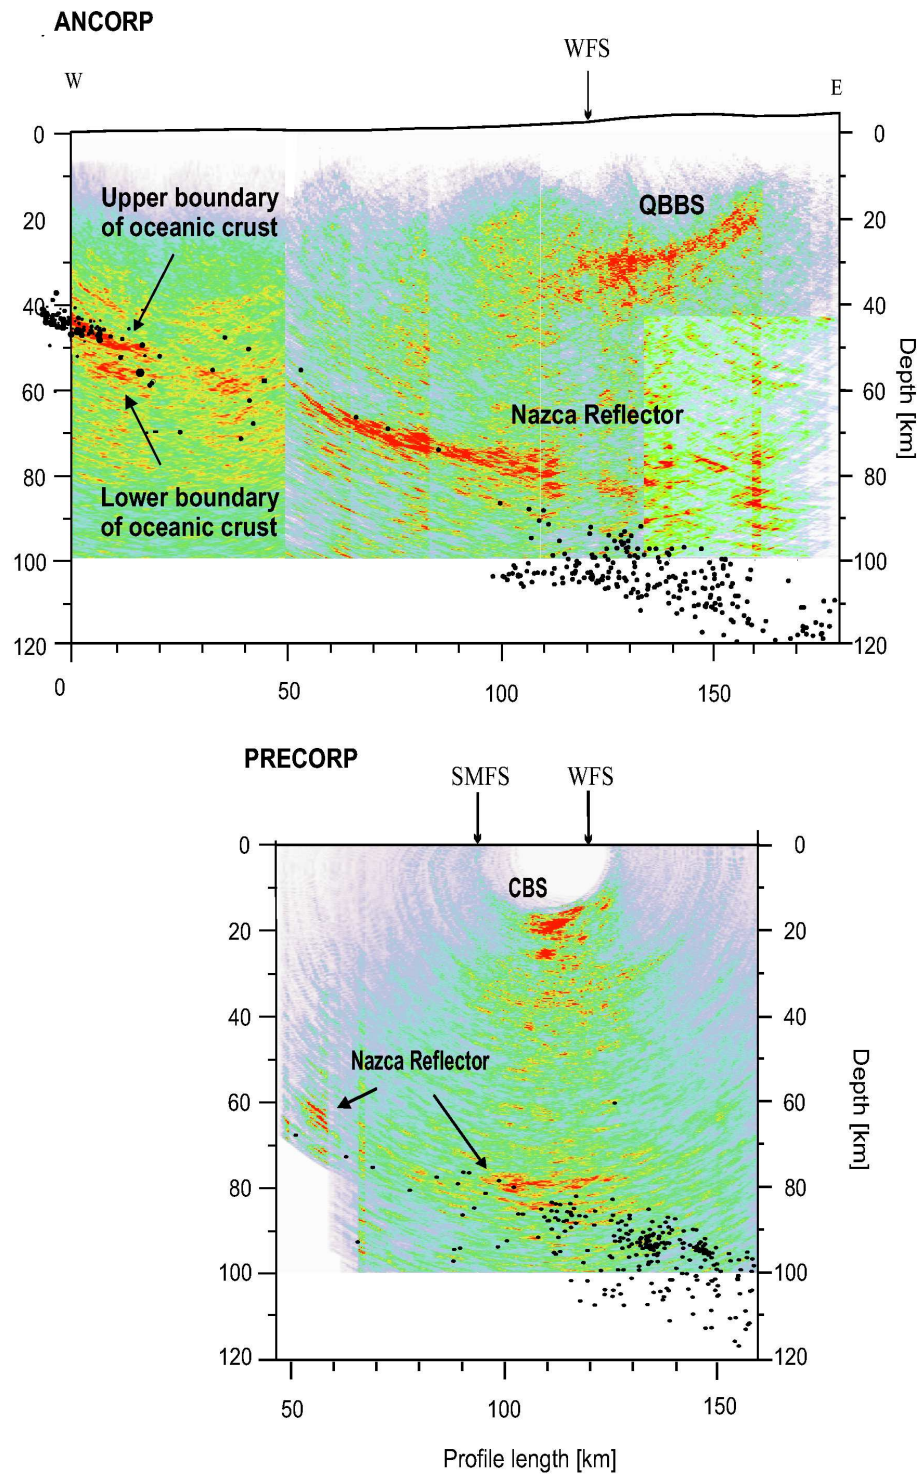 ANCORP
WFS
W
E
0
0
Upper boundary
of oceanic crust
QBBS
20
20
40
40
Depth [km]
60
60
Nazca Reflector
80
80
Lower boundary
of oceanic crust
100
100
120
120
0
50
100
150
PRECORP
SMFS
WFS
0
0
CBS
20
20
40
40
Nazca Reflector
Depth [km]
60
60
80
80
100
100
120
120
50
100
150
Profile length [km]